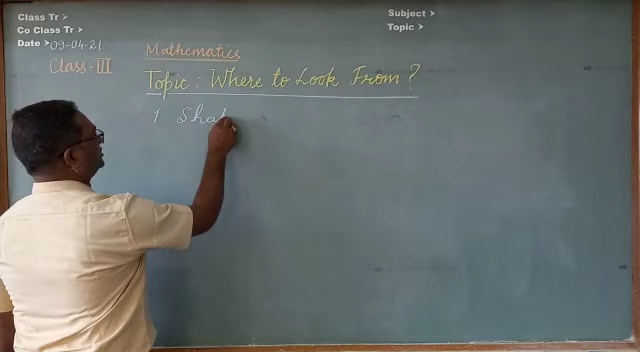 Class Tr >
Co Class Tr >
Date > 09-04-21
Subject >
Topic >
Mathematics
Class-III
Topic : Where to Look From ?
1 Sha